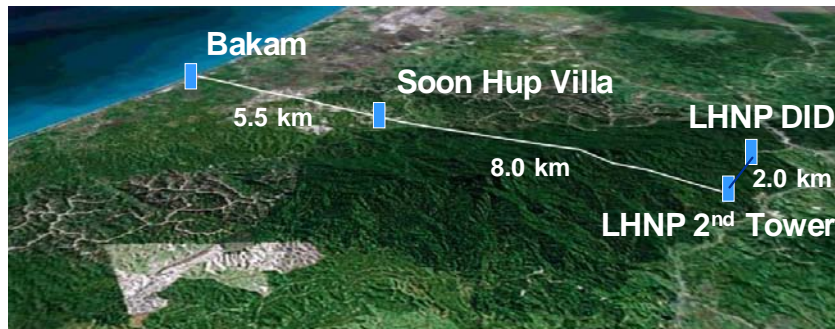 Bakam
Soon Hup Villa
5.5 km
LHNP DID
8.0 km
2.0 km
LHNP 2nd Tower